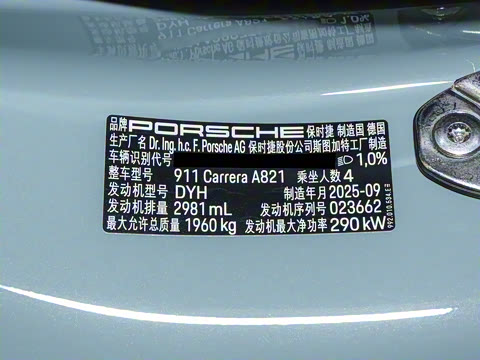 品牌 PORSCHE 保时捷 制造国 德国
生产厂名 Dr. Ing. h.c. F. Porsche AG 保时捷股份公司斯图加特工厂制造
车辆识别代号 1,0%
整车型号 911 Carrera A821 乘坐人数 4
发动机型号 DYH 制造年月 2025-09
发动机排量 2981 mL 发动机序列号 023662
最大允许总质量 1960 kg 发动机最大净功率 290 kW